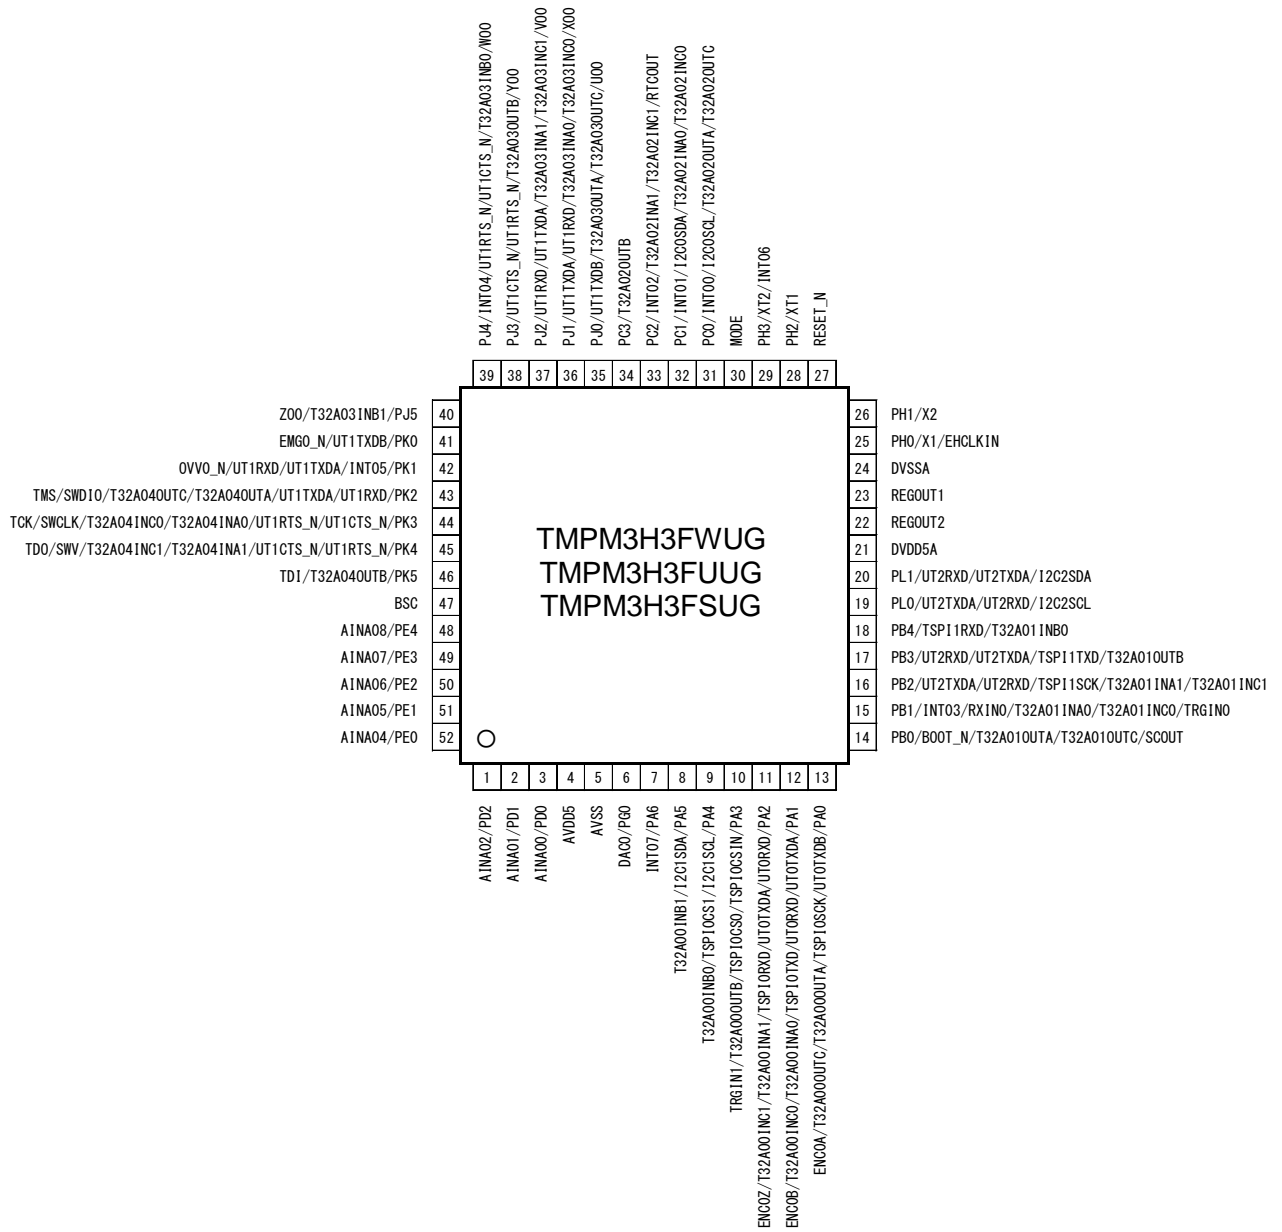 PJ4/INT04/UT1RTS_N/UT1CTS_N/T32A03INB0/WO0
PJ3/UT1CTS_N/UT1RTS_N/T32A03OUTB/YO0
PJ2/UT1RXD/UT1TXDA/T32A03INA1/T32A03INC1/VO0
PJ1/UT1TXDA/UT1RXD/T32A03INA0/T32A03INC0/XO0
PJ0/UT1TXDB/T32A03OUTA/T32A03OUTC/UO0
PC3/T32A02OUTB
PC2/INT02/T32A02INA1/T32A02INC1/RTCOUT
PC1/INT01/I2C0SDA/T32A02INA0/T32A02INC0
PC0/INT00/I2C0SCL/T32A02OUTA/T32A02OUTC
MODE
PH3/XT2/INT06
PH2/XT1
RESET_N
39 38 37 36 35 34 33 32 31 30 29 28 27
ZO0/T32A03INB1/PJ5 40
EMG0_N/UT1TXDB/PK0 41
OVV0_N/UT1RXD/UT1TXDA/INT05/PK1 42
TMS/SWDIO/T32A04OUTC/T32A04OUTA/UT1TXDA/UT1RXD/PK2 43
TCK/SWCLK/T32A04INC0/T32A04INA0/UT1RTS_N/UT1CTS_N/PK3 44
TDO/SWV/T32A04INC1/T32A04INA1/UT1CTS_N/UT1RTS_N/PK4 45
TDI/T32A04OUTB/PK5 46
BSC 47
AINA08/PE4 48
AINA07/PE3 49
AINA06/PE2 50
AINA05/PE1 51
AINA04/PE0 52
TMPM3H3FWUG
TMPM3H3FUUG
TMPM3H3FSUG
26 PH1/X2
25 PH0/X1/EHCLKIN
24 DVSSA
23 REGOUT1
22 REGOUT2
21 DVDD5A
20 PL1/UT2RXD/UT2TXDA/I2C2SDA
19 PL0/UT2TXDA/UT2RXD/I2C2SCL
18 PB4/TSPI1RXD/T32A01INB0
17 PB3/UT2RXD/UT2TXDA/TSPI1TXD/T32A01OUTB
16 PB2/UT2TXDA/UT2RXD/TSPI1SCK/T32A01INA1/T32A01INC1
15 PB1/INT03/RXIN0/T32A01INA0/T32A01INC0/TRGIN0
14 PB0/BOOT_N/T32A01OUTA/T32A01OUTC/SCOUT
1 2 3 4 5 6 7 8 9 10 11 12 13
AINA02/PD2
AINA01/PD1
AINA00/PD0
AVDD5
AVSS
DAC0/PG0
INT07/PA6
T32A00INB1/I2C1SDA/PA5
T32A00INB0/TSPI0CS1/I2C1SCL/PA4
TRGIN1/T32A00OUTB/TSPI0CS0/TSPI0CSIN/PA3
ENC0Z/T32A00INC1/T32A00INA1/TSPI0RXD/UT0TXDA/UT0RXD/PA2
ENC0B/T32A00INC0/T32A00INA0/TSPI0TXD/UT0RXD/UT0TXDA/PA1
ENC0A/T32A00OUTC/T32A00OUTA/TSPI0SCK/UT0TXDB/PA0